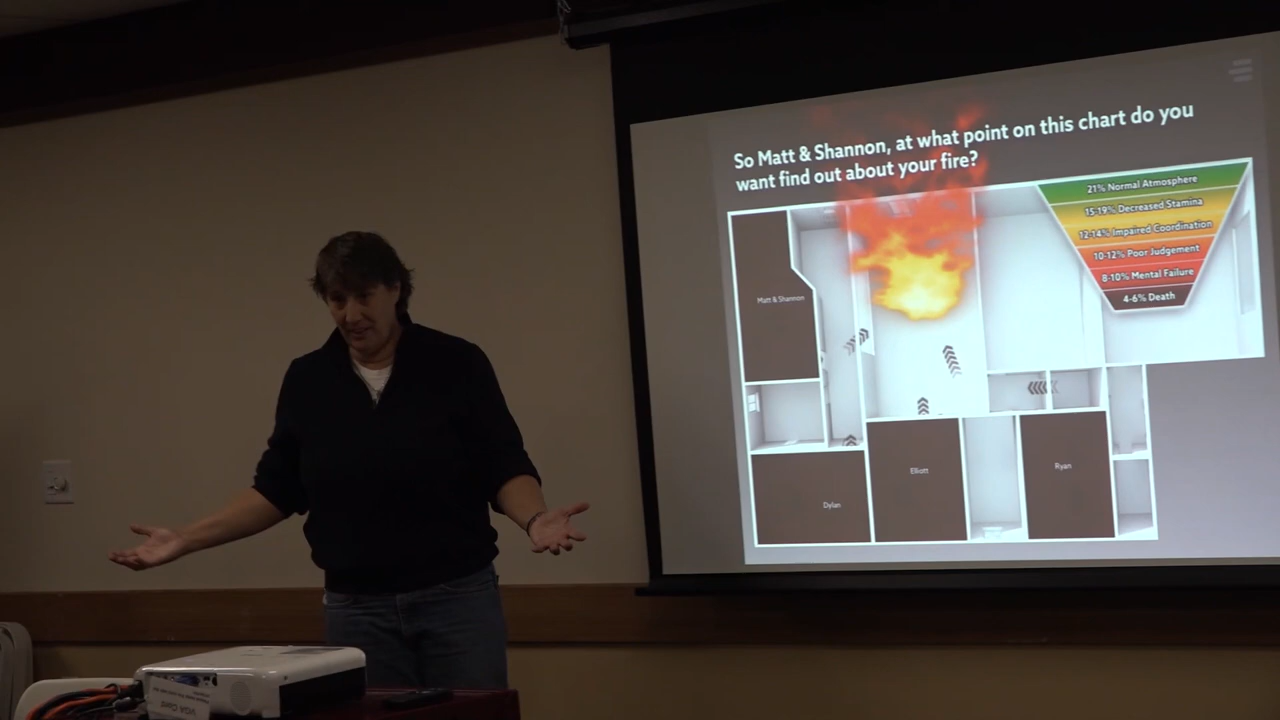 So Matt & Shannon, at what point on this chart do you
want find out about your fire?
21% Normal Atmosphere
15-19% Decreased Stamina
12-14% Impaired Coordination
10-12% Poor Judgement
8-10% Mental Failure
4-6% Death
Matt & Shannon
Elliott
Ryan
Dylan
VGA Cord